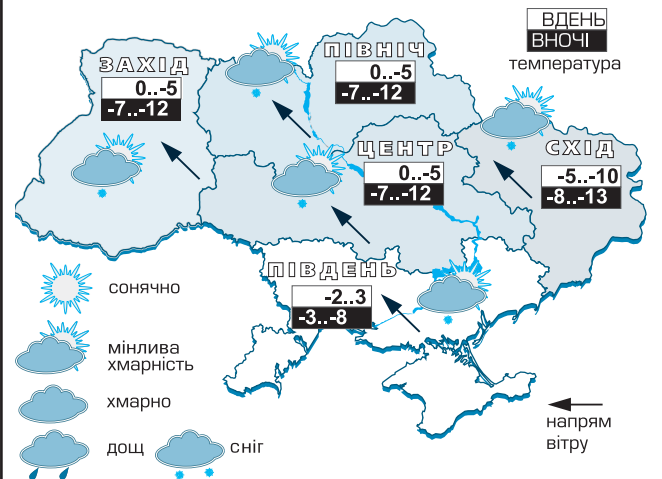 ВДЕНЬ
ВНОЧІ
температура
ЗАХІД
0..-5
-7..-12
ПІВНІЧ
0..-5
-7..-12
ЦЕНТР
0..-5
-7..-12
СХІД
-5..-10
-8..-13
ПІВДЕНЬ
-2..3
-3..-8
сонячно
мінлива
хмарність
хмарно
дощ
сніг
напрям
вітру